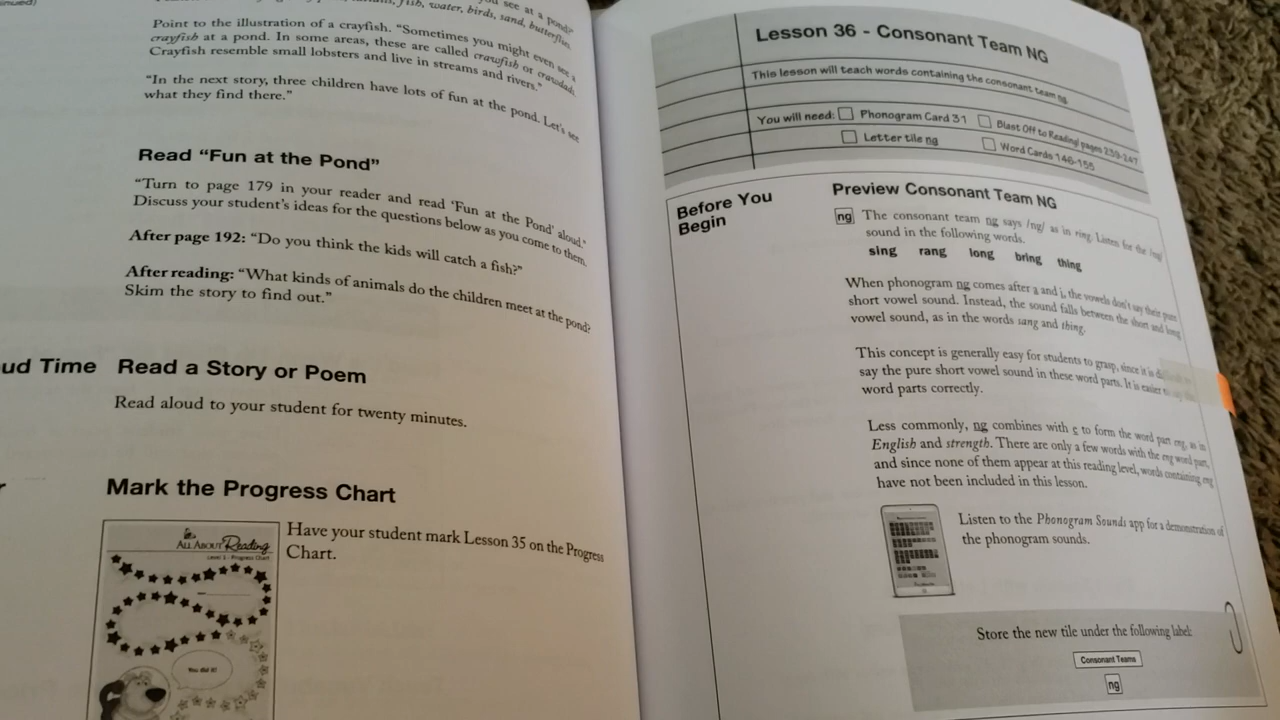 see at a pond?"
fish, water, birds, sand, butterflies.
Point to the illustration of a crayfish. "Sometimes you might even see a
crayfish at a pond. In some areas, these are called crawfish or crawdads.
Crayfish resemble small lobsters and live in streams and rivers."
"In the next story, three children have lots of fun at the pond. Let's see
what they find there."
Read "Fun at the Pond"
"Turn to page 179 in your reader and read 'Fun at the Pond' aloud."
Discuss your student's ideas for the questions below as you come to them.
After page 192: "Do you think the kids will catch a fish?"
After reading: "What kinds of animals do the children meet at the pond?
Skim the story to find out."
ud Time Read a Story or Poem
Read aloud to your student for twenty minutes.
Mark the Progress Chart
Have your student mark Lesson 35 on the Progress
Chart.
ALL ABOUT Reading
Level 1 - Progress Chart
You did it!
Lesson 36 - Consonant Team NG
This lesson will teach words containing the consonant team ng.
You will need: Phonogram Card 31 Blast Off to Reading! pages 239-247
Letter tile ng Word Cards 146-155
Before You
Begin
Preview Consonant Team NG
ng The consonant team ng says /ng/ as in ring. Listen for the /ng/
sound in the following words.
sing rang long bring thing
When phonogram ng comes after a and i, the vowels don't say their pure
short vowel sound. Instead, the sound falls between the short and long
vowel sound, as in the words sang and thing.
This concept is generally easy for students to grasp, since it is
say the pure short vowel sound in these word parts. It is easier to
word parts correctly.
Less commonly, ng combines with e to form the word part eng, as in
English and strength. There are only a few words with the eng word part,
and since none of them appear at this reading level, words containing eng
have not been included in this lesson.
Listen to the Phonogram Sounds app for a demonstration of
the phonogram sounds.
Store the new tile under the following label:
Consonant Teams
ng